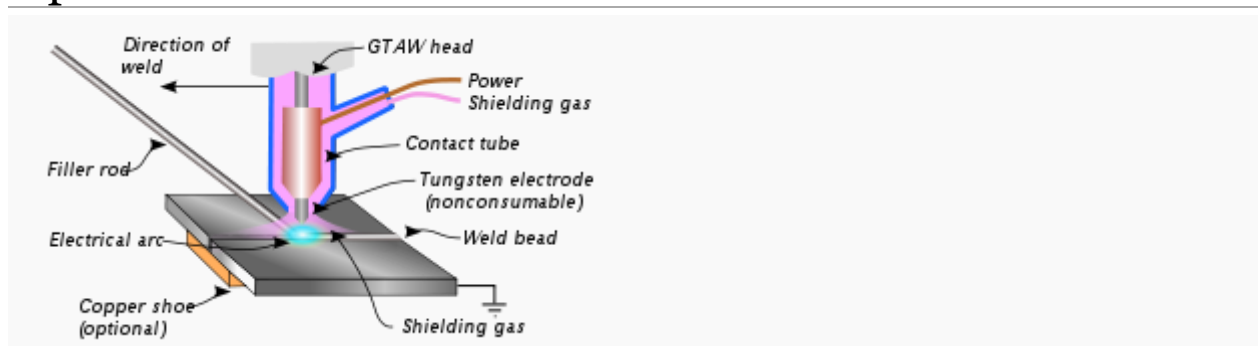 Direction of
weld
GTAW head
Power
Shielding gas
Contact tube
Filler rod
Tungsten electrode
(nonconsumable)
Electrical arc
Weld bead
Copper shoe
(optional)
Shielding gas